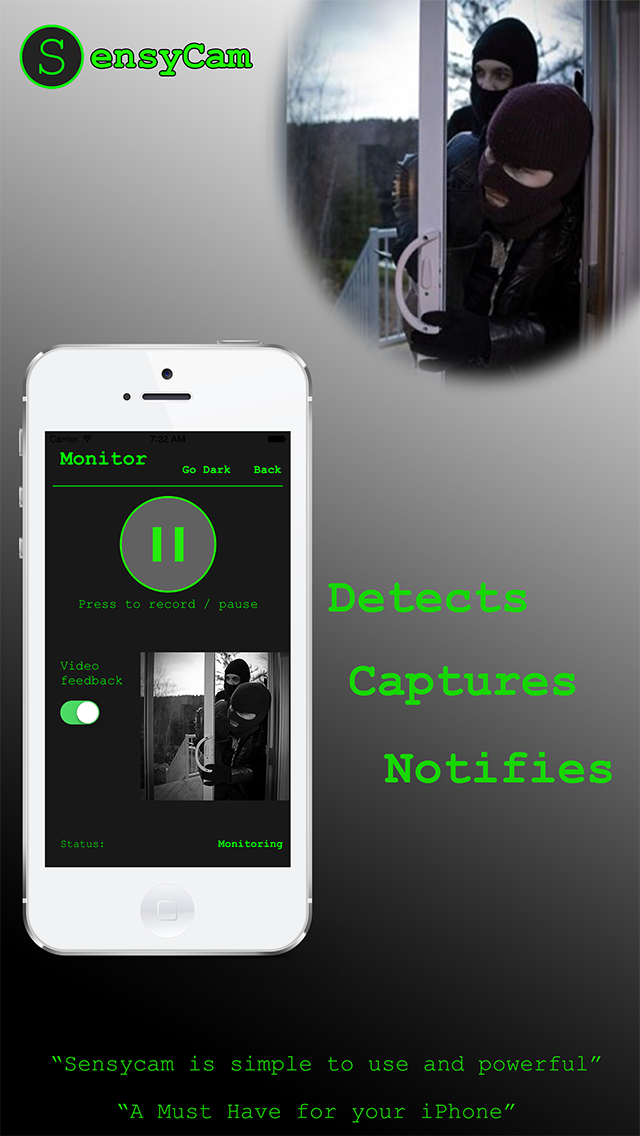 SensyCam
Carrier 7:32 AM
Monitor
Go Dark Back
Press to record / pause
Video
feedback
Status: Monitoring
Detects
Captures
Notifies
“Sensycam is simple to use and powerful”
“A Must Have for your iPhone”